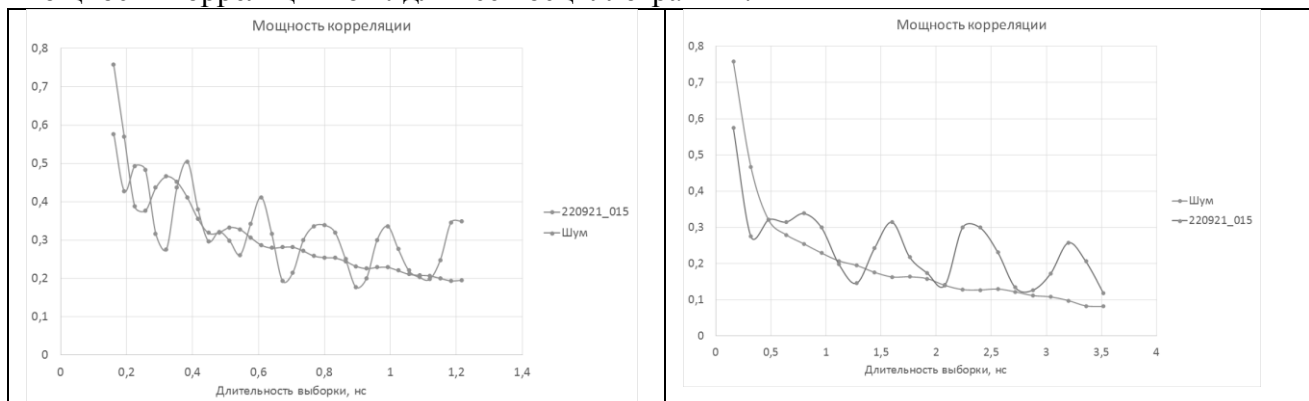 Мощность корреляции
0,8
0,7
0,6
0,5
0,4
0,3
0,2
0,1
0
0 0,2 0,4 0,6 0,8 1 1,2 1,4
Длительность выборки, нс
220921_015
Шум
Мощность корреляции
0,8
0,7
0,6
0,5
0,4
0,3
0,2
0,1
0
0 0,5 1 1,5 2 2,5 3 3,5 4
Длительность выборки, нс
Шум
220921_015